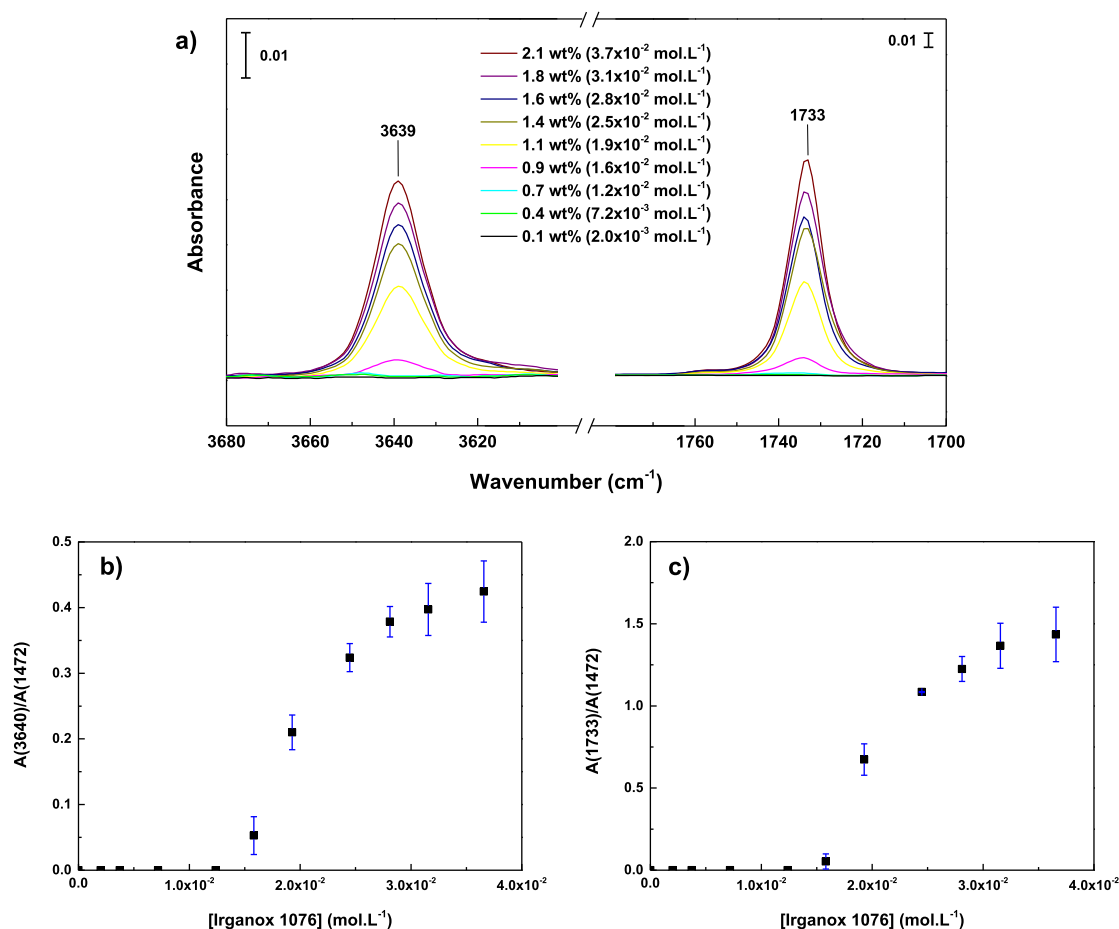 a)
0.01
0.01
2.1 wt% (3.7x10⁻² mol.L⁻¹)
1.8 wt% (3.1x10⁻² mol.L⁻¹)
1.6 wt% (2.8x10⁻² mol.L⁻¹)
1.4 wt% (2.5x10⁻² mol.L⁻¹)
1.1 wt% (1.9x10⁻² mol.L⁻¹)
0.9 wt% (1.6x10⁻² mol.L⁻¹)
0.7 wt% (1.2x10⁻² mol.L⁻¹)
0.4 wt% (7.2x10⁻³ mol.L⁻¹)
0.1 wt% (2.0x10⁻³ mol.L⁻¹)
3639
1733
Absorbance
3680 3660 3640 3620 1760 1740 1720 1700
Wavenumber (cm⁻¹)
b)
A(3640)/A(1472)
0.5
0.4
0.3
0.2
0.1
0.0
0.0 1.0x10⁻² 2.0x10⁻² 3.0x10⁻² 4.0x10⁻²
[Irganox 1076] (mol.L⁻¹)
c)
A(1733)/A(1472)
2.0
1.5
1.0
0.5
0.0
0.0 1.0x10⁻² 2.0x10⁻² 3.0x10⁻² 4.0x10⁻²
[Irganox 1076] (mol.L⁻¹)